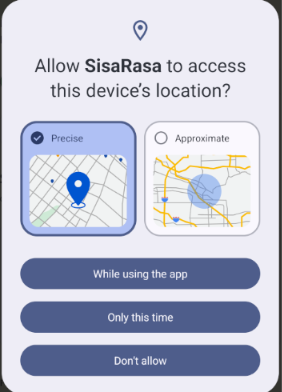 Allow SisaRasa to access
this device’s location?
Precise
Approximate
While using the app
Only this time
Don't allow